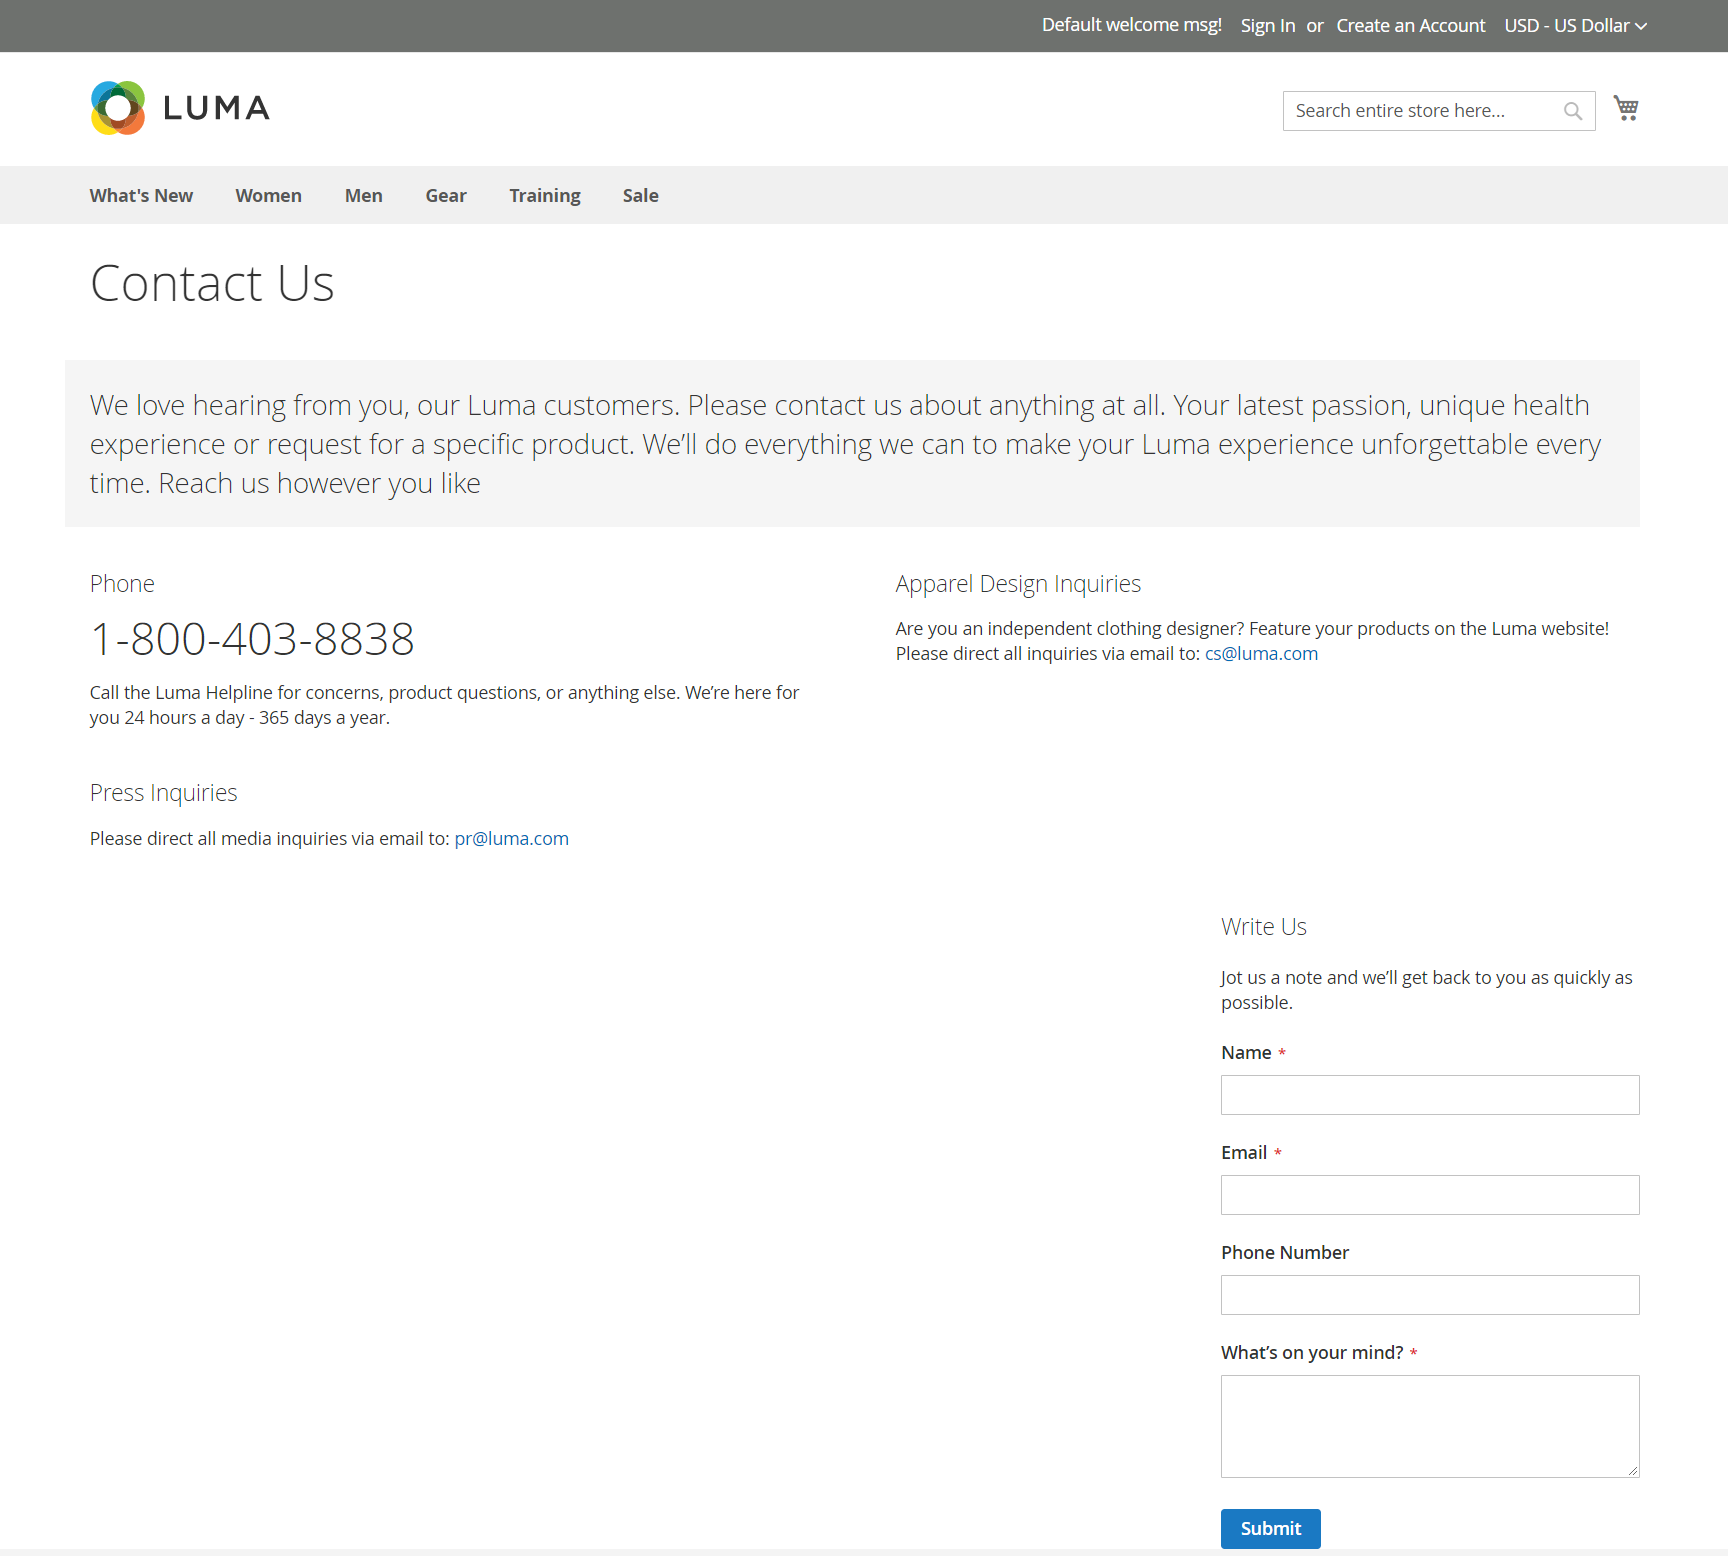 Default welcome msg! Sign In or Create an Account USD - US Dollar
LUMA
Search entire store here...
What's New Women Men Gear Training Sale
Contact Us
We love hearing from you, our Luma customers. Please contact us about anything at all. Your latest passion, unique health
experience or request for a specific product. We’ll do everything we can to make your Luma experience unforgettable every
time. Reach us however you like
Phone
1-800-403-8838
Call the Luma Helpline for concerns, product questions, or anything else. We’re here for
you 24 hours a day - 365 days a year.
Apparel Design Inquiries
Are you an independent clothing designer? Feature your products on the Luma website!
Please direct all inquiries via email to: cs@luma.com
Press Inquiries
Please direct all media inquiries via email to: pr@luma.com
Write Us
Jot us a note and we’ll get back to you as quickly as
possible.
Name *
Email *
Phone Number
What’s on your mind? *
Submit